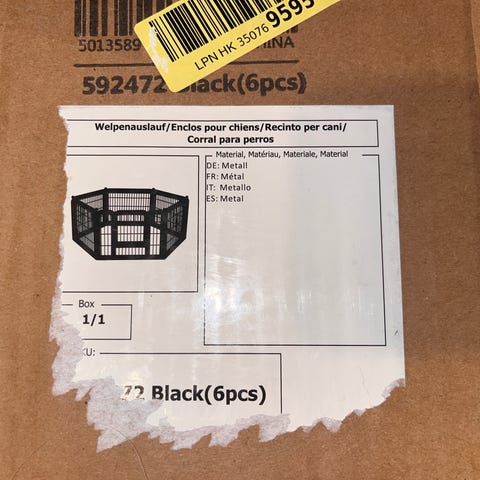 9595
LPN HK 35076
5013589
INA
592472 Black(6pcs)
Welpenauslauf/Enclos pour chiens/Recinto per cani/
Corral para perros
Material, Matériau, Materiale, Material
DE: Metall
FR: Métal
IT: Metallo
ES: Metal
Box
1/1
KU:
72 Black(6pcs)